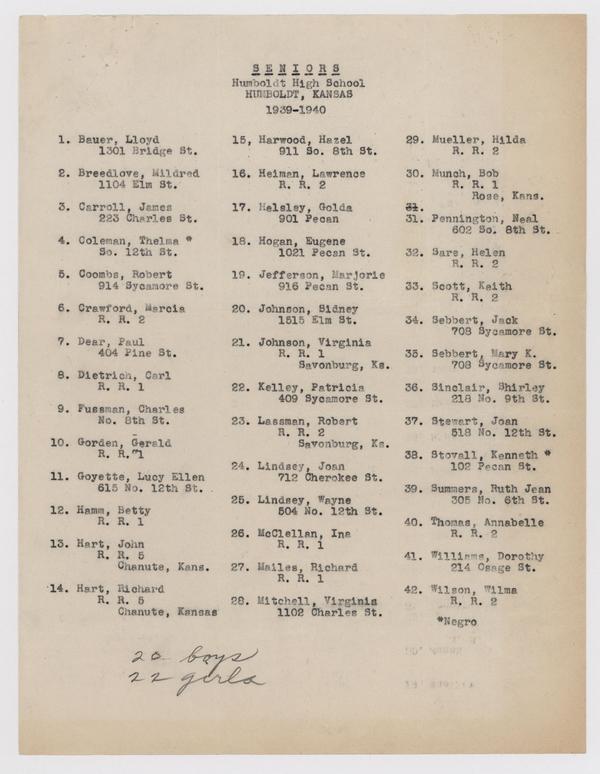 SENIORS
Humboldt High School
HUMBOLDT, KANSAS
1939-1940
1. Bauer, Lloyd
1301 Bridge St.
2. Breedlove, Mildred
1104 Elm St.
3. Carroll, James
223 Charles St.
4. Coleman, Thelma *
So. 12th St.
5. Coombs, Robert
914 Sycamore St.
6. Crawford, Marcia
R. R. 2
7. Dear, Paul
404 Pine St.
8. Dietrich, Carl
R. R. 1
9. Fussman, Charles
No. 8th St.
10. Gorden, Gerald
R. R. 1
11. Goyette, Lucy Ellen
615 No. 12th St.
12. Hamm, Betty
R. R. 1
13. Hart, John
R. R. 5
Chanute, Kans.
14. Hart, Richard
R. R. 5
Chanute, Kansas
15, Harwood, Hazel
911 So. 8th St.
16. Heiman, Lawrence
R. R. 2
17. Helsley, Golda
901 Pecan
18. Hogan, Eugene
1021 Pecan St.
19. Jefferson, Marjorie
916 Pecan St.
20. Johnson, Sidney
1515 Elm St.
21. Johnson, Virginia
R. R. 1
Savonburg, Ks.
22. Kelley, Patricia
409 Sycamore St.
23. Lassman, Robert
R. R. 2
Savonburg, Ks.
24. Lindsey, Joan
712 Cherokee St.
25. Lindsey, Wayne
504 No. 12th St.
26. McClellan, Ina
R. R. 1
27. Mailes, Richard
R. R. 1
28. Mitchell, Virginia
1102 Charles St.
29. Mueller, Hilda
R. R. 2
30. Munch, Bob
R. R. 1
Rose, Kans.
31.
31. Pennington, Neal
602 So. 8th St.
32. Sare, Helen
R. R. 2
33. Scott, Keith
R. R. 2
34. Sebbert, Jack
708 Sycamore St.
35. Sebbert, Mary K.
708 Sycamore St.
36. Sinclair, Shirley
218 No. 9th St.
37. Stewart, Joan
518 No. 12th St.
38. Stovall, Kenneth *
102 Pecan St.
39. Summers, Ruth Jean
305 No. 6th St.
40. Thomas, Annabelle
R. R. 2
41. Williams, Dorothy
214 Osage St.
42. Wilson, Wilma
R. R. 2
*Negro
20 boys
22 girls